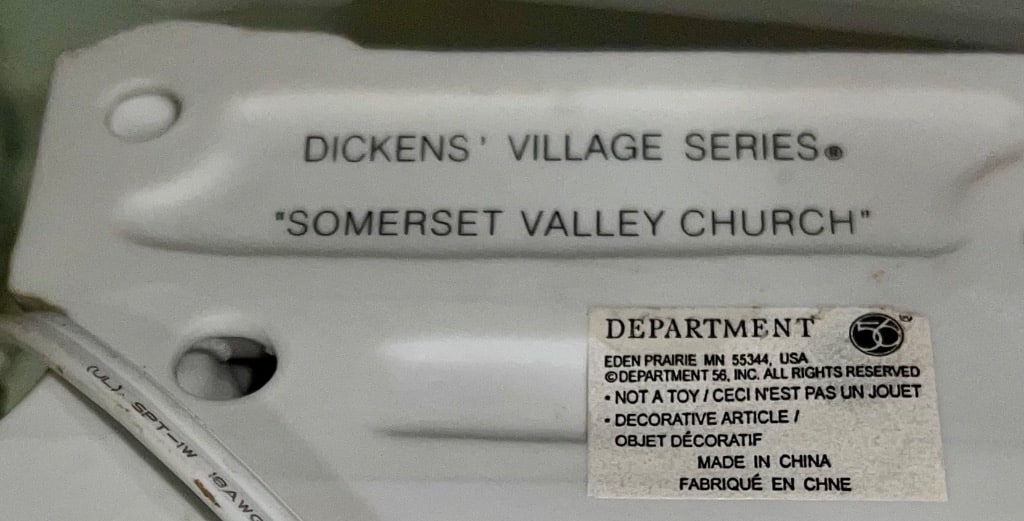 DICKENS' VILLAGE SERIES®
"SOMERSET VALLEY CHURCH"
DEPARTMENT 56
EDEN PRAIRIE MN 55344, USA
©DEPARTMENT 56, INC. ALL RIGHTS RESERVED
• NOT A TOY / CECI N'EST PAS UN JOUET
• DECORATIVE ARTICLE /
OBJET DÉCORATIF
MADE IN CHINA
FABRIQUÉ EN CHNE
(UL) SPT-1W 18AWG